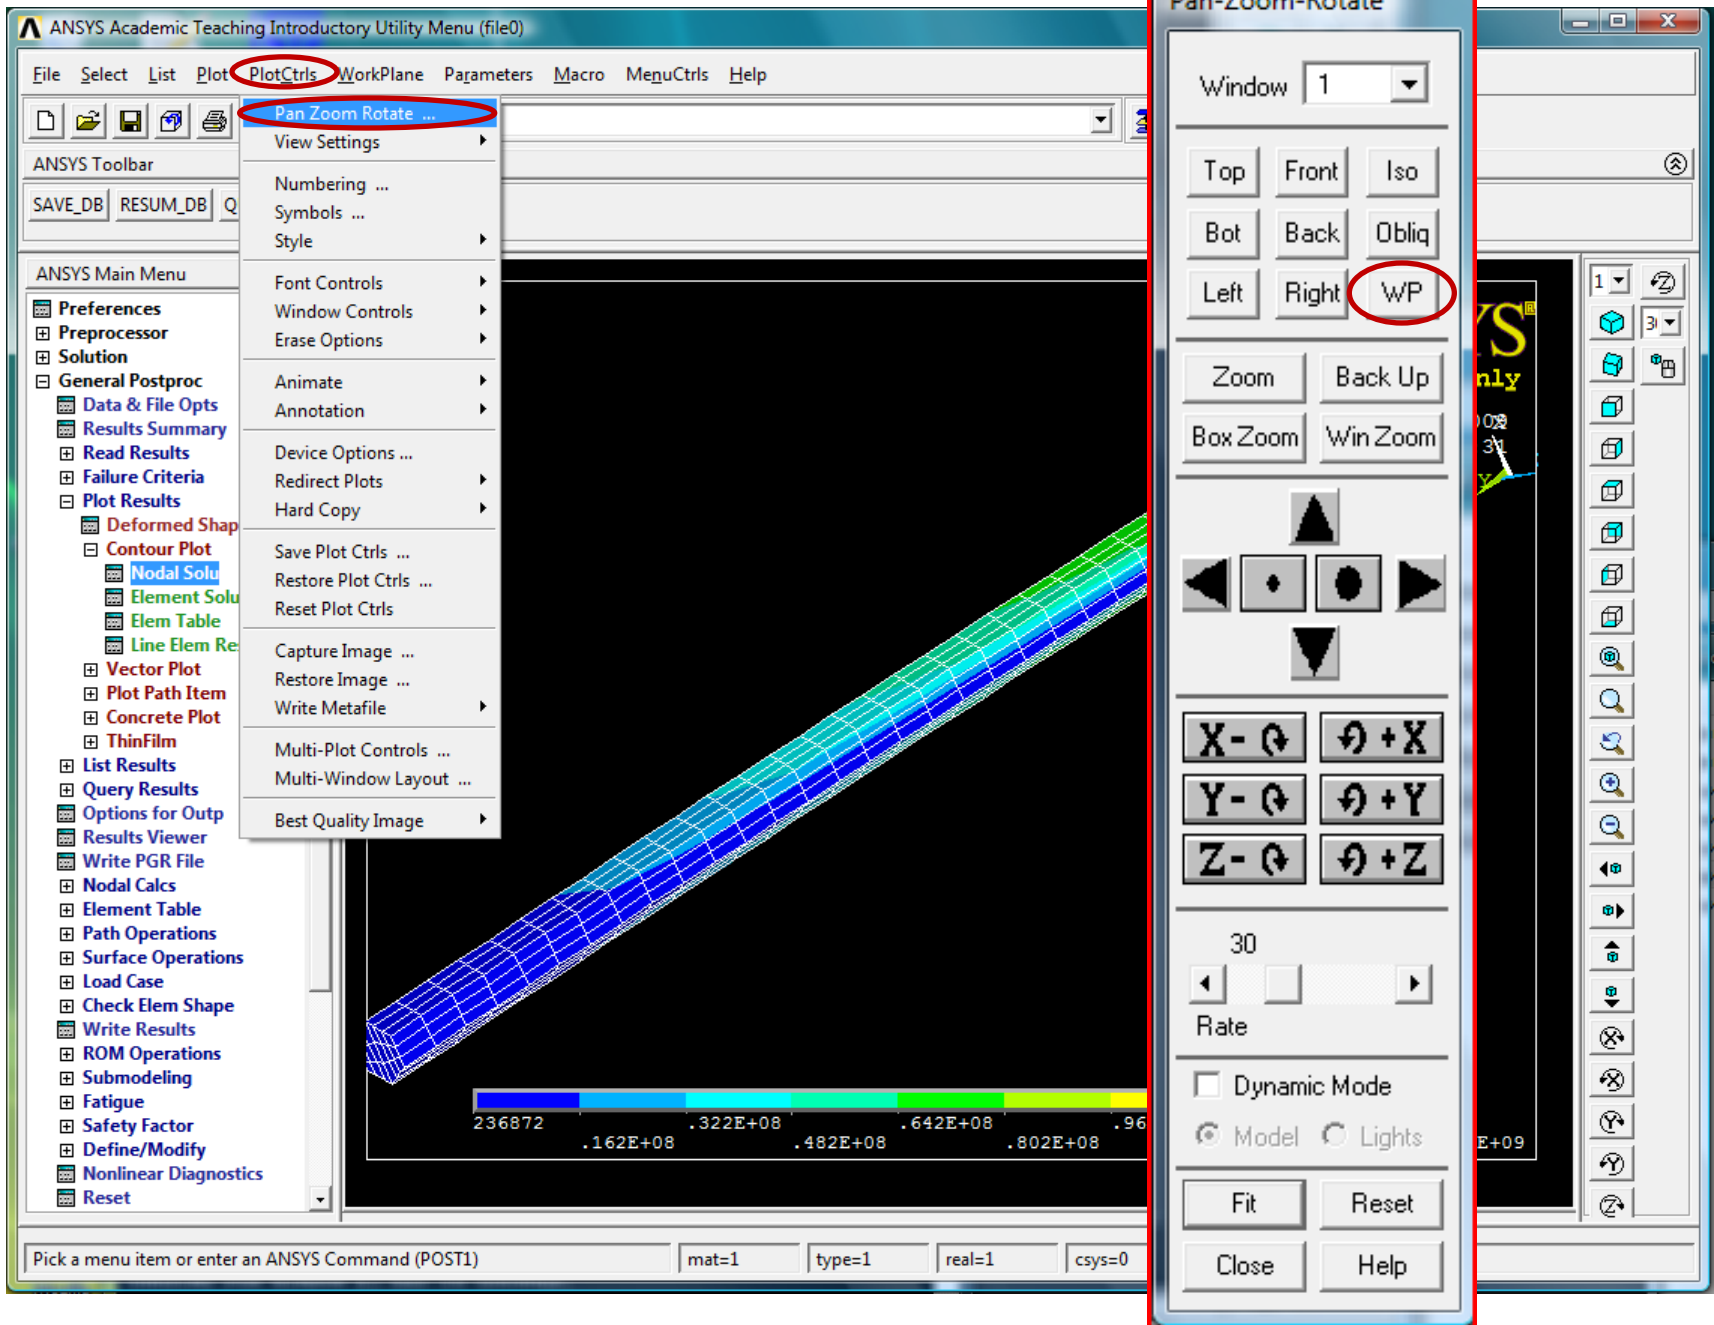 ANSYS Academic Teaching Introductory Utility Menu (file0)
File Select List Plot PlotCtrls WorkPlane Parameters Macro MenuCtrls Help
ANSYS Toolbar
SAVE_DB RESUM_DB Q
Pan Zoom Rotate ...
View Settings
Numbering ...
Symbols ...
Style
Font Controls
Window Controls
Erase Options
Animate
Annotation
Device Options ...
Redirect Plots
Hard Copy
Save Plot Ctrls ...
Restore Plot Ctrls ...
Reset Plot Ctrls
Capture Image ...
Restore Image ...
Write Metafile
Multi-Plot Controls ...
Multi-Window Layout ...
Best Quality Image
ANSYS Main Menu
Preferences
Preprocessor
Solution
General Postproc
Data & File Opts
Results Summary
Read Results
Failure Criteria
Plot Results
Deformed Shap
Contour Plot
Nodal Solu
Element Solu
Elem Table
Line Elem Re
Vector Plot
Plot Path Item
Concrete Plot
ThinFilm
List Results
Query Results
Options for Outp
Results Viewer
Write PGR File
Nodal Calcs
Element Table
Path Operations
Surface Operations
Load Case
Check Elem Shape
Write Results
ROM Operations
Submodeling
Fatigue
Safety Factor
Define/Modify
Nonlinear Diagnostics
Reset
236872 .322E+08 .642E+08 .96
.162E+08 .482E+08 .802E+08 E+09
YS
nly
Y
Pan-Zoom-Rotate
Window 1
Top Front Iso
Bot Back Obliq
Left Right WP
Zoom Back Up
Box Zoom Win Zoom
X- +X
Y- +Y
Z- +Z
30
Rate
Dynamic Mode
Model Lights
Fit Reset
Close Help
1
Pick a menu item or enter an ANSYS Command (POST1) mat=1 type=1 real=1 csys=0